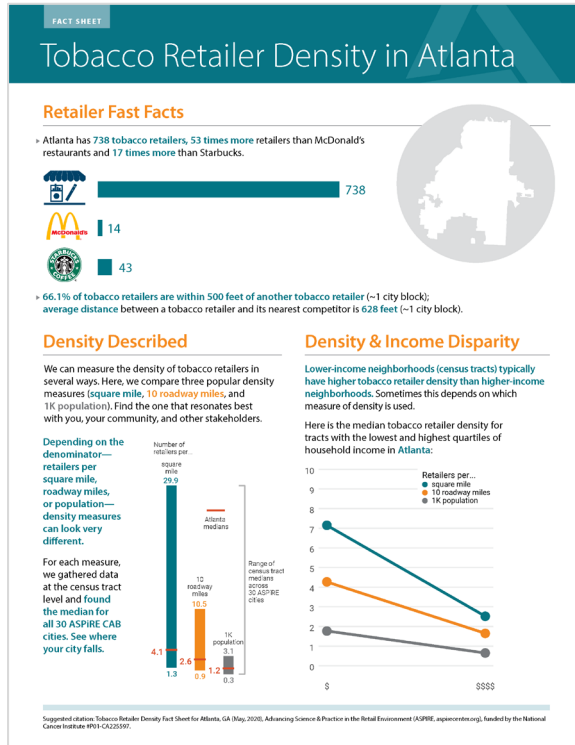 FACT SHEET
Tobacco Retailer Density in Atlanta
Retailer Fast Facts
Atlanta has 738 tobacco retailers, 53 times more retailers than McDonald's
restaurants and 17 times more than Starbucks.
738
McDonald's
14
STARBUCKS
COFFEE
43
66.1% of tobacco retailers are within 500 feet of another tobacco retailer (~1 city block);
average distance between a tobacco retailer and its nearest competitor is 628 feet (~1 city block).
Density Described
We can measure the density of tobacco retailers in
several ways. Here, we compare three popular density
measures (square mile, 10 roadway miles, and
1K population). Find the one that resonates best
with you, your community, and other stakeholders.
Depending on the
denominator—
retailers per
square mile,
roadway miles,
or population—
density measures
can look very
different.
For each measure,
we gathered data
at the census tract
level and found
the median for
all 30 ASPiRE CAB
cities. See where
your city falls.
Number of
retailers per...
square
mile
29.9
Atlanta
medians
Range of
census tract
medians
across
30 ASPIRE
cities
10
roadway
miles
10.5
1K
population
3.1
4.1
2.6
1.2
1.3
0.9
0.3
Density & Income Disparity
Lower-income neighborhoods (census tracts) typically
have higher tobacco retailer density than higher-income
neighborhoods. Sometimes this depends on which
measure of density is used.
Here is the median tobacco retailer density for
tracts with the lowest and highest quartiles of
household income in Atlanta:
Retailers per...
square mile
10 roadway miles
1K population
10
9
8
7
6
5
4
3
2
1
0
$ $$$$
Suggested citation: Tobacco Retailer Density Fact Sheet for Atlanta, GA (May, 2020), Advancing Science & Practice in the Retail Environment (ASPIRE, aspirecenter.org), funded by the National
Cancer Institute #P01-CA225597.